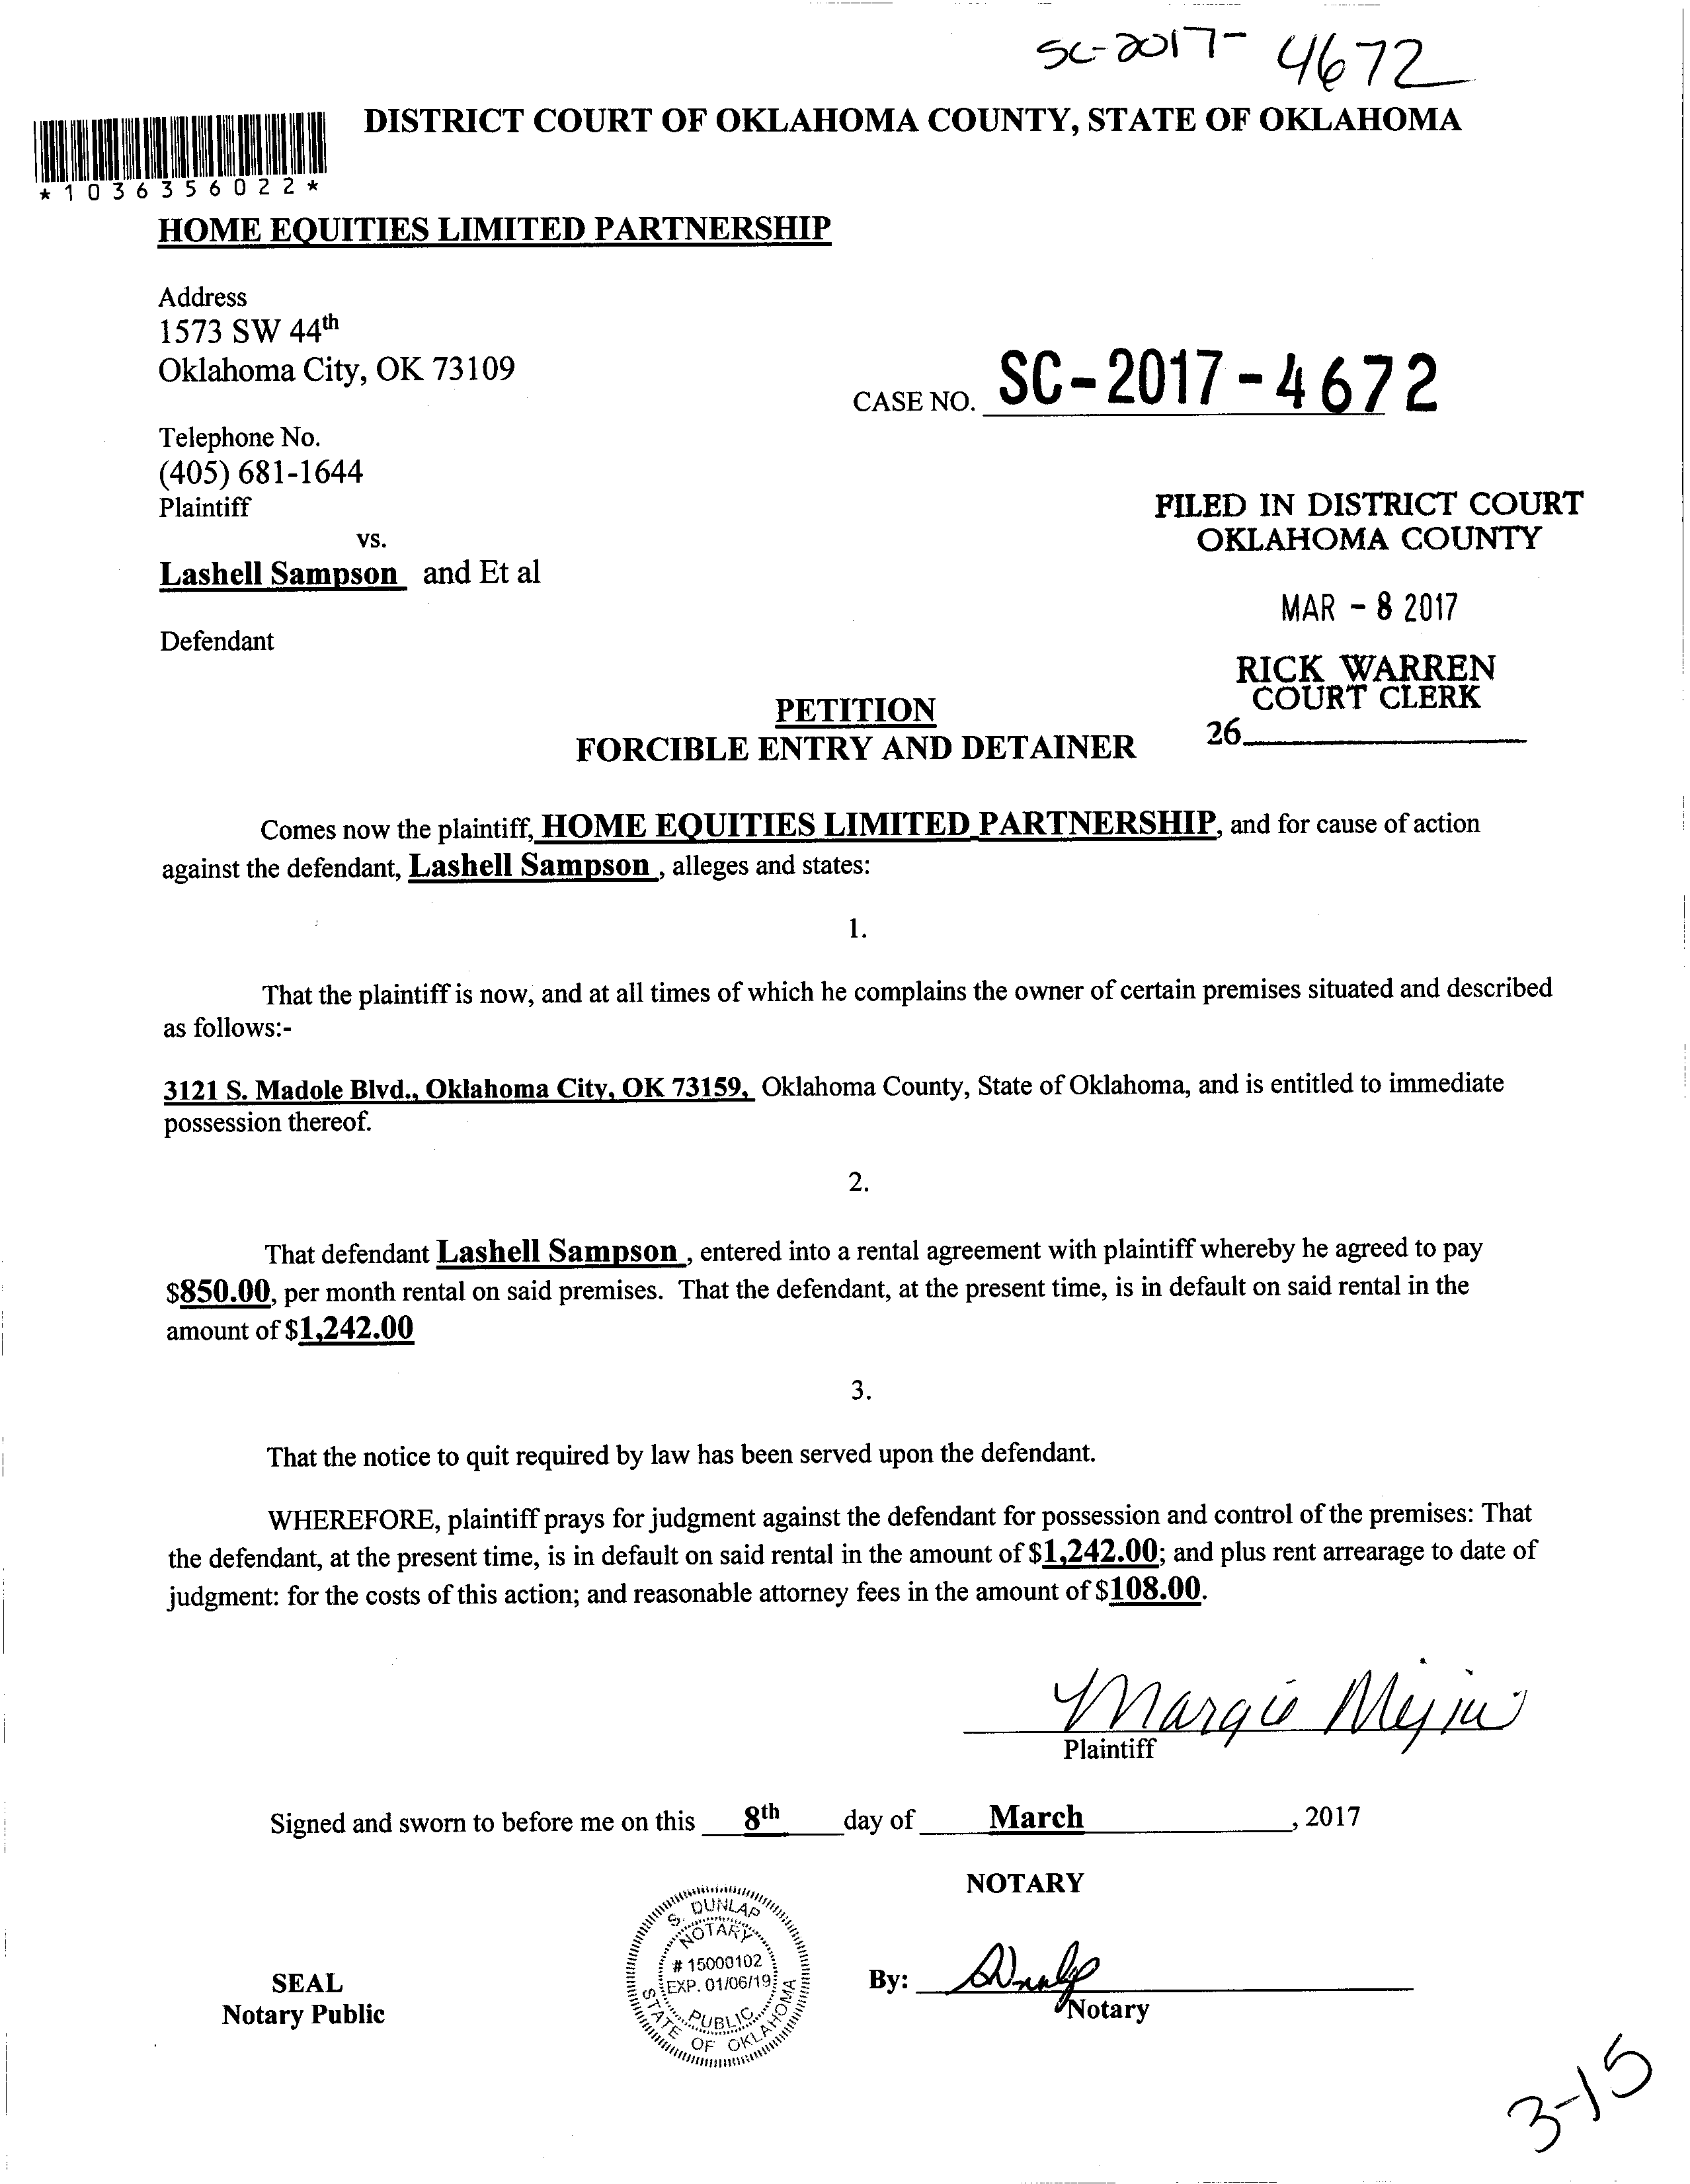 SC-2017- 4672
DISTRICT COURT OF OKLAHOMA COUNTY, STATE OF OKLAHOMA
*1036356022*
HOME EQUITIES LIMITED PARTNERSHIP
Address
1573 SW 44th
Oklahoma City, OK 73109
CASE NO. SC-2017-4672
Telephone No.
(405) 681-1644
Plaintiff
vs.
Lashell Sampson and Et al
Defendant
FILED IN DISTRICT COURT
OKLAHOMA COUNTY
MAR - 8 2017
RICK WARREN
COURT CLERK
26
PETITION
FORCIBLE ENTRY AND DETAINER
Comes now the plaintiff, HOME EQUITIES LIMITED PARTNERSHIP, and for cause of action
against the defendant, Lashell Sampson , alleges and states:
1.
That the plaintiff is now, and at all times of which he complains the owner of certain premises situated and described
as follows:-
3121 S. Madole Blvd., Oklahoma City, OK 73159, Oklahoma County, State of Oklahoma, and is entitled to immediate
possession thereof.
2.
That defendant Lashell Sampson , entered into a rental agreement with plaintiff whereby he agreed to pay
$850.00, per month rental on said premises. That the defendant, at the present time, is in default on said rental in the
amount of $1,242.00
3.
That the notice to quit required by law has been served upon the defendant.
WHEREFORE, plaintiff prays for judgment against the defendant for possession and control of the premises: That
the defendant, at the present time, is in default on said rental in the amount of $1,242.00; and plus rent arrearage to date of
judgment: for the costs of this action; and reasonable attorney fees in the amount of $108.00.
Margie Mejia
Plaintiff
Signed and sworn to before me on this 8th day of March , 2017
NOTARY
S. DUNLAP
NOTARY
# 15000102
EXP. 01/06/19
PUBLIC
STATE OF OKLAHOMA
SEAL
Notary Public
By: SDunlap
Notary
3-15